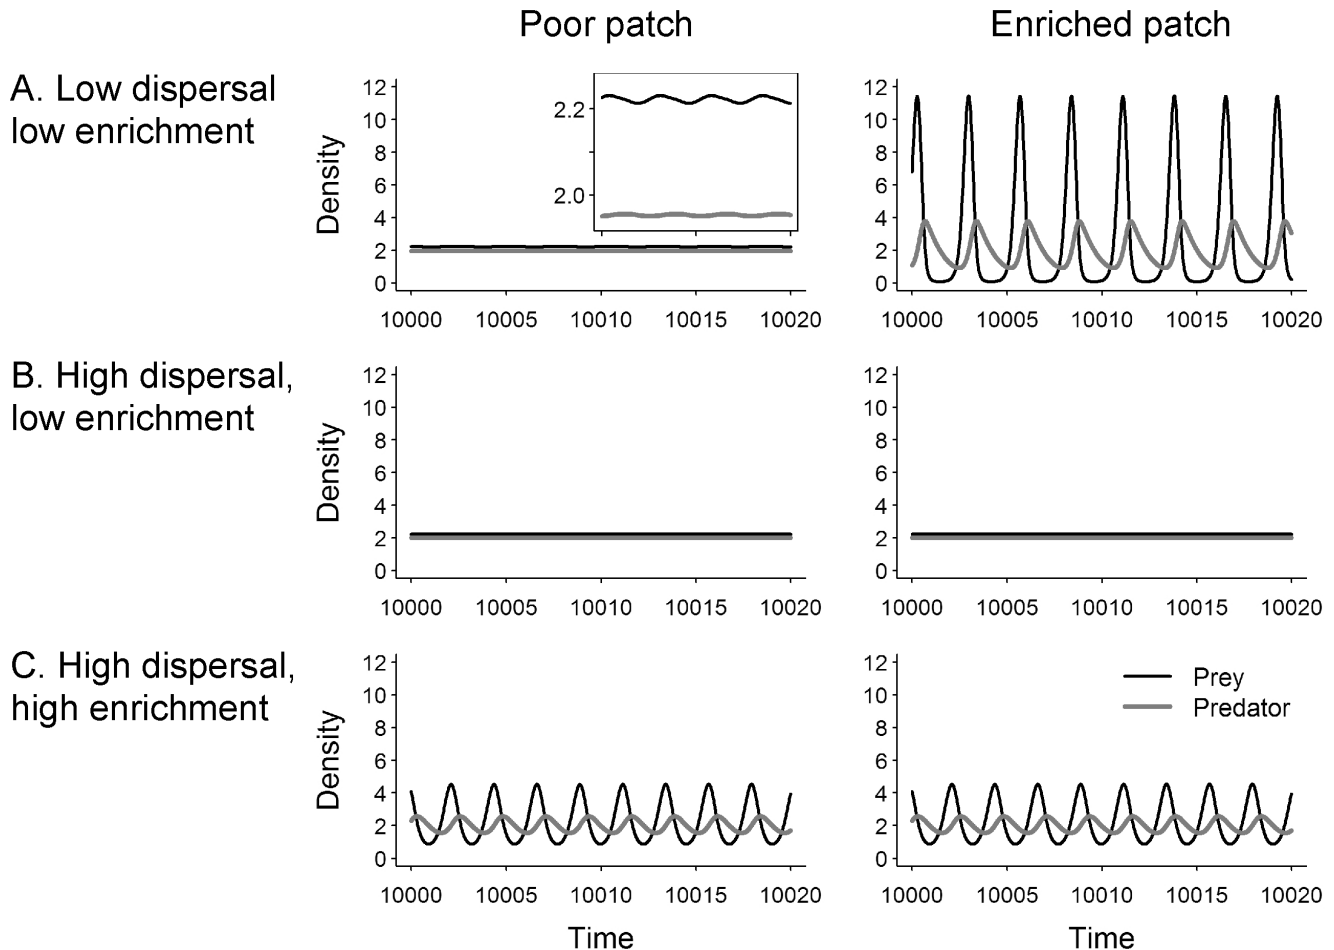 Poor patch
Enriched patch
A. Low dispersal
low enrichment
Density
12
10
8
6
4
2
0
2.2
2.0
10000 10005 10010 10015 10020
12
10
8
6
4
2
0
10000 10005 10010 10015 10020
B. High dispersal,
low enrichment
Density
12
10
8
6
4
2
0
10000 10005 10010 10015 10020
12
10
8
6
4
2
0
10000 10005 10010 10015 10020
C. High dispersal,
high enrichment
Density
12
10
8
6
4
2
0
10000 10005 10010 10015 10020
Time
12
10
8
6
4
2
0
Prey
Predator
10000 10005 10010 10015 10020
Time